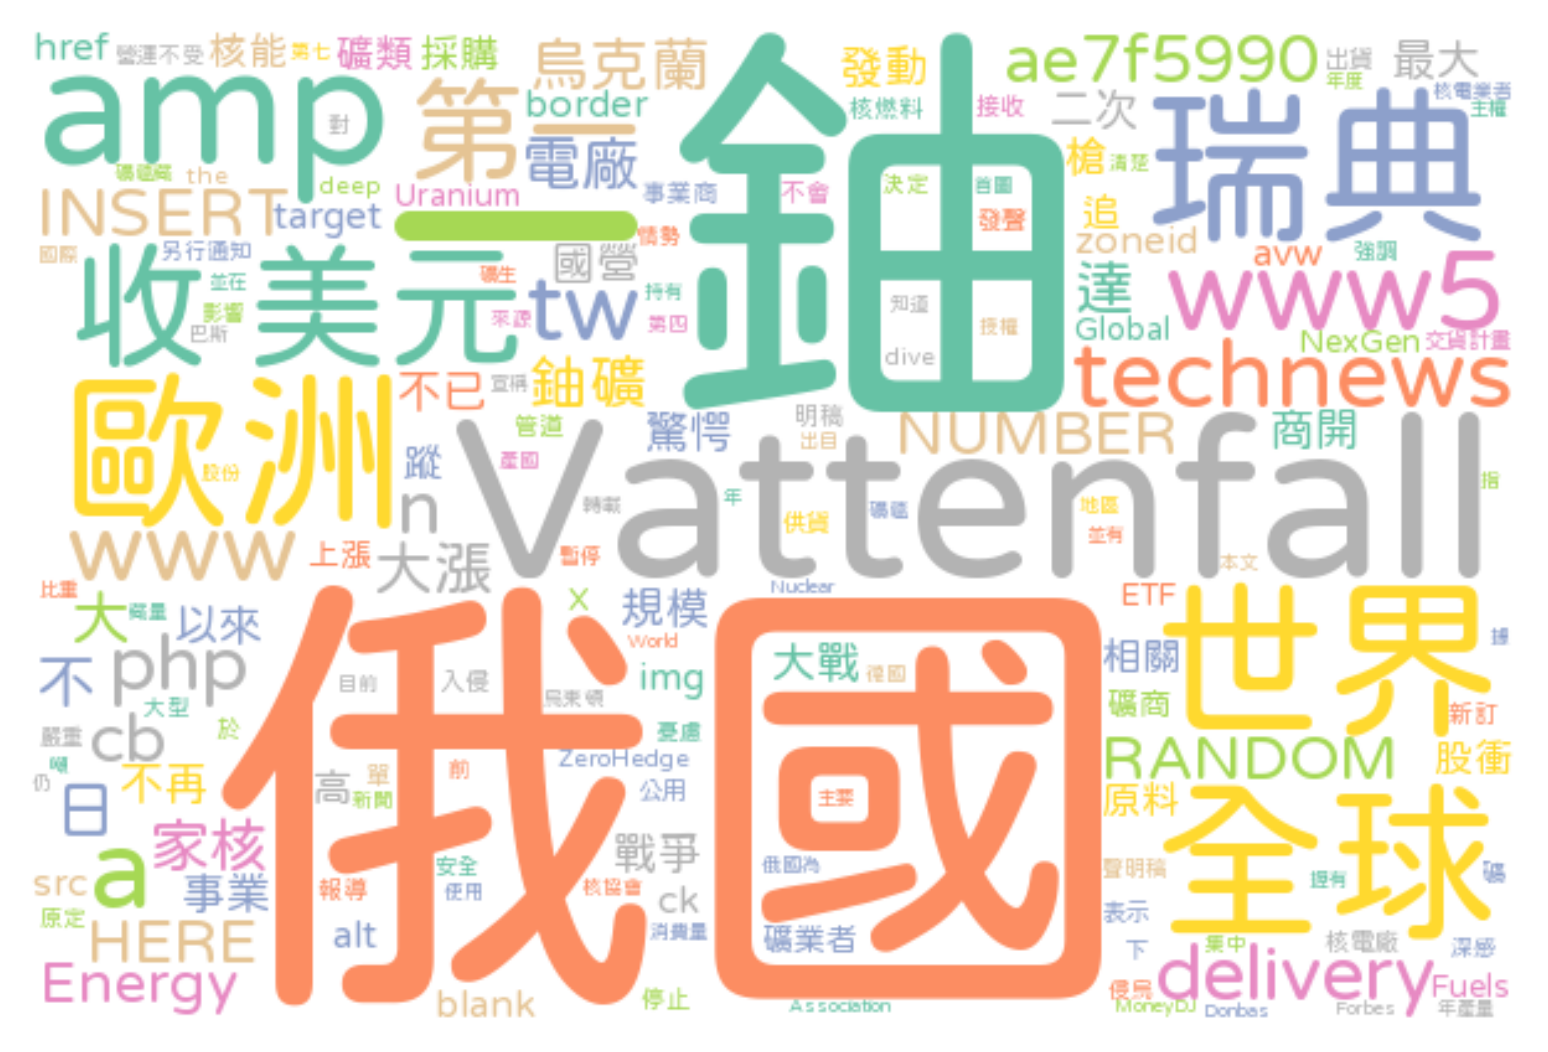 href 營運不受 核能 第七 礦類 採購 烏克蘭 發動 ae7f5990 出貨 最大
amp 對 第一 border 核燃料 接收 二次 年度 核電業者 主權
the deep 電廠 鈾 槍 清楚 瑞典
INSERT target Uranium 事業商 不會 決定 首圖 發聲 追 zoneid
國際 另行通知 一 情勢 國營 avw 強調
收 美元 並在 影響 巴斯 礦生 來源 tw 持有 第四 知道 授權 dive 達 Global www5 NexGen 交貨計畫
歐洲 不已 宣稱 鈾礦 technews
股份 蹤 管道 產國 驚愕 明稿 出目 NUMBER 商開
n Vattenfall 轉載 年 供貨 礦區 地區 並有 指
www 上漲 大漲 暫停 本文
比重 大 藏量 以來 X 規模 Nuclear ETF 世界
不 php World img 大戰 德國 相關 據
大型 目前 入侵 烏東頓 礦商 新訂
嚴重 cb 於 俄國 憂慮 ZeroHedge RANDOM 股衝
仍 噸 日 不再 高 單 新聞 前 公用 主要 原料 全球
家核 戰爭
src a 事業 報導 安全 使用 核協會 ck 俄國為 聲明稿 握有 礦
原定 HERE alt 消費量 礦業者 表示 下 集中 核電廠 深感
Energy blank 停止 Association 侵烏 delivery Fuels
MoneyDJ Donbas Forbes 年產量